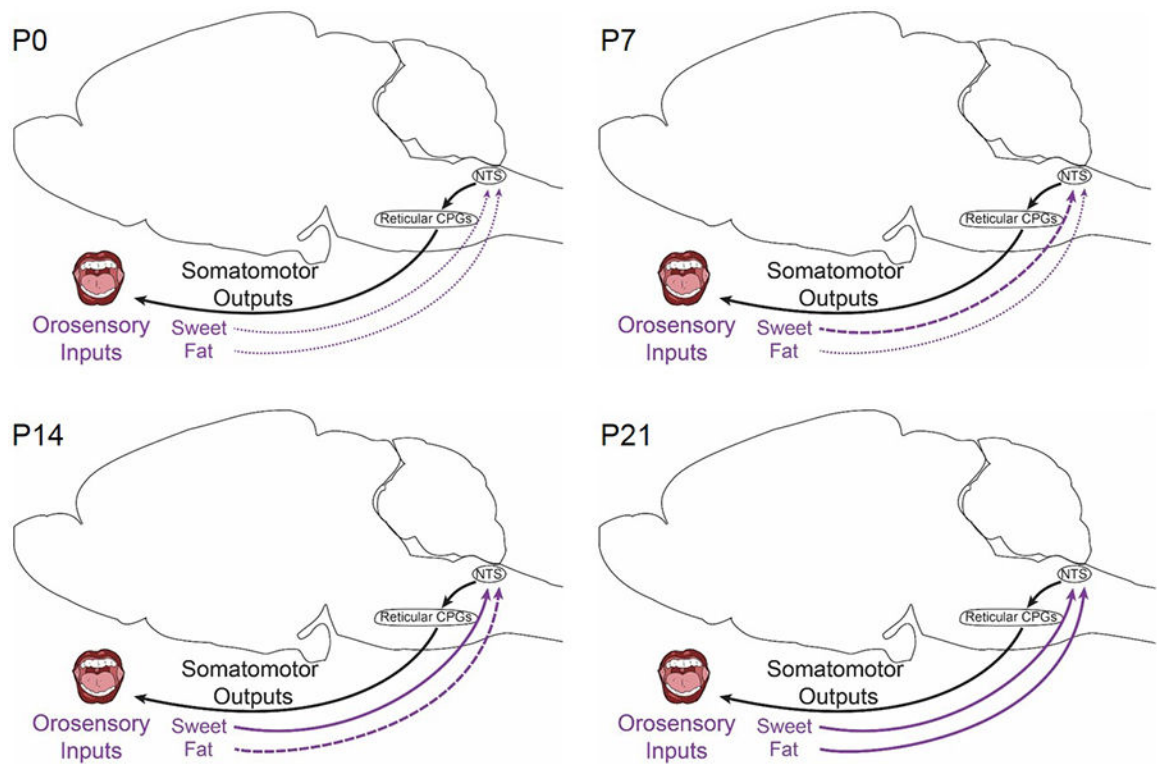 P0
NTS
Reticular CPGs
Somatomotor
Outputs
Orosensory
Inputs
Sweet
Fat
P7
NTS
Reticular CPGs
Somatomotor
Outputs
Orosensory
Inputs
Sweet
Fat
P14
NTS
Reticular CPGs
Somatomotor
Outputs
Orosensory
Inputs
Sweet
Fat
P21
NTS
Reticular CPGs
Somatomotor
Outputs
Orosensory
Inputs
Sweet
Fat